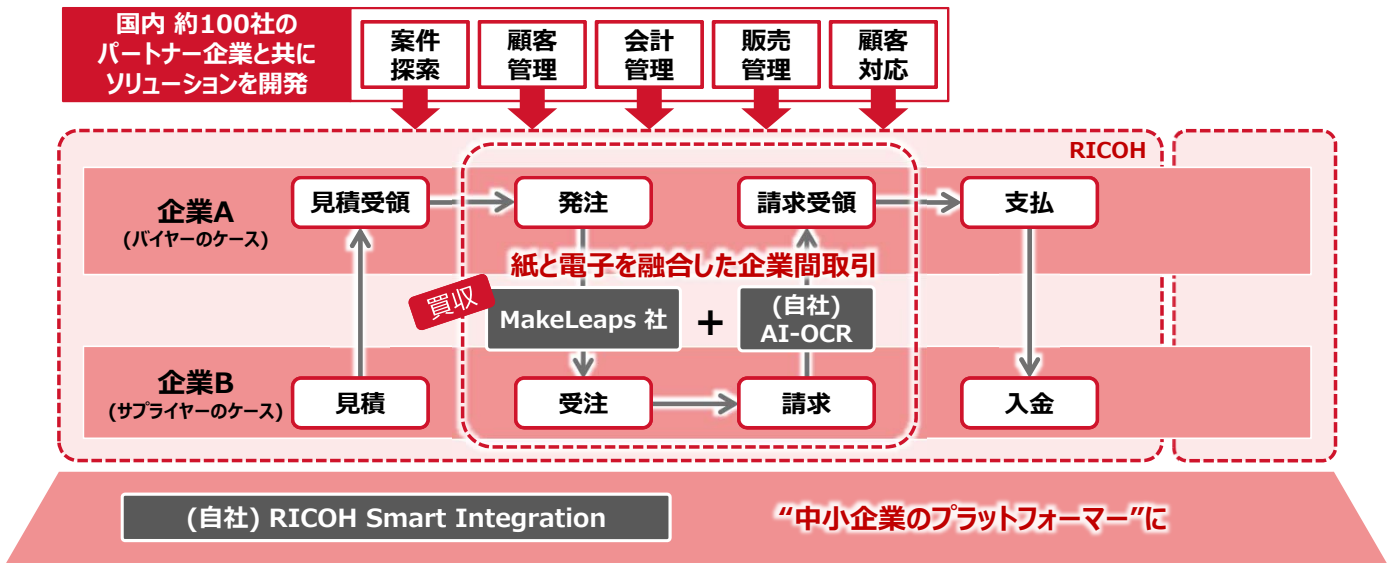 国内 約100社の
パートナー企業と共に
ソリューションを開発
案件
探索
顧客
管理
会計
管理
販売
管理
顧客
対応
RICOH
企業A
(バイヤーのケース)
見積受領
発注
請求受領
支払
紙と電子を融合した企業間取引
買収
MakeLeaps 社
+
(自社)
AI-OCR
企業B
(サプライヤーのケース)
見積
受注
請求
入金
(自社) RICOH Smart Integration
“中小企業のプラットフォーマー”に